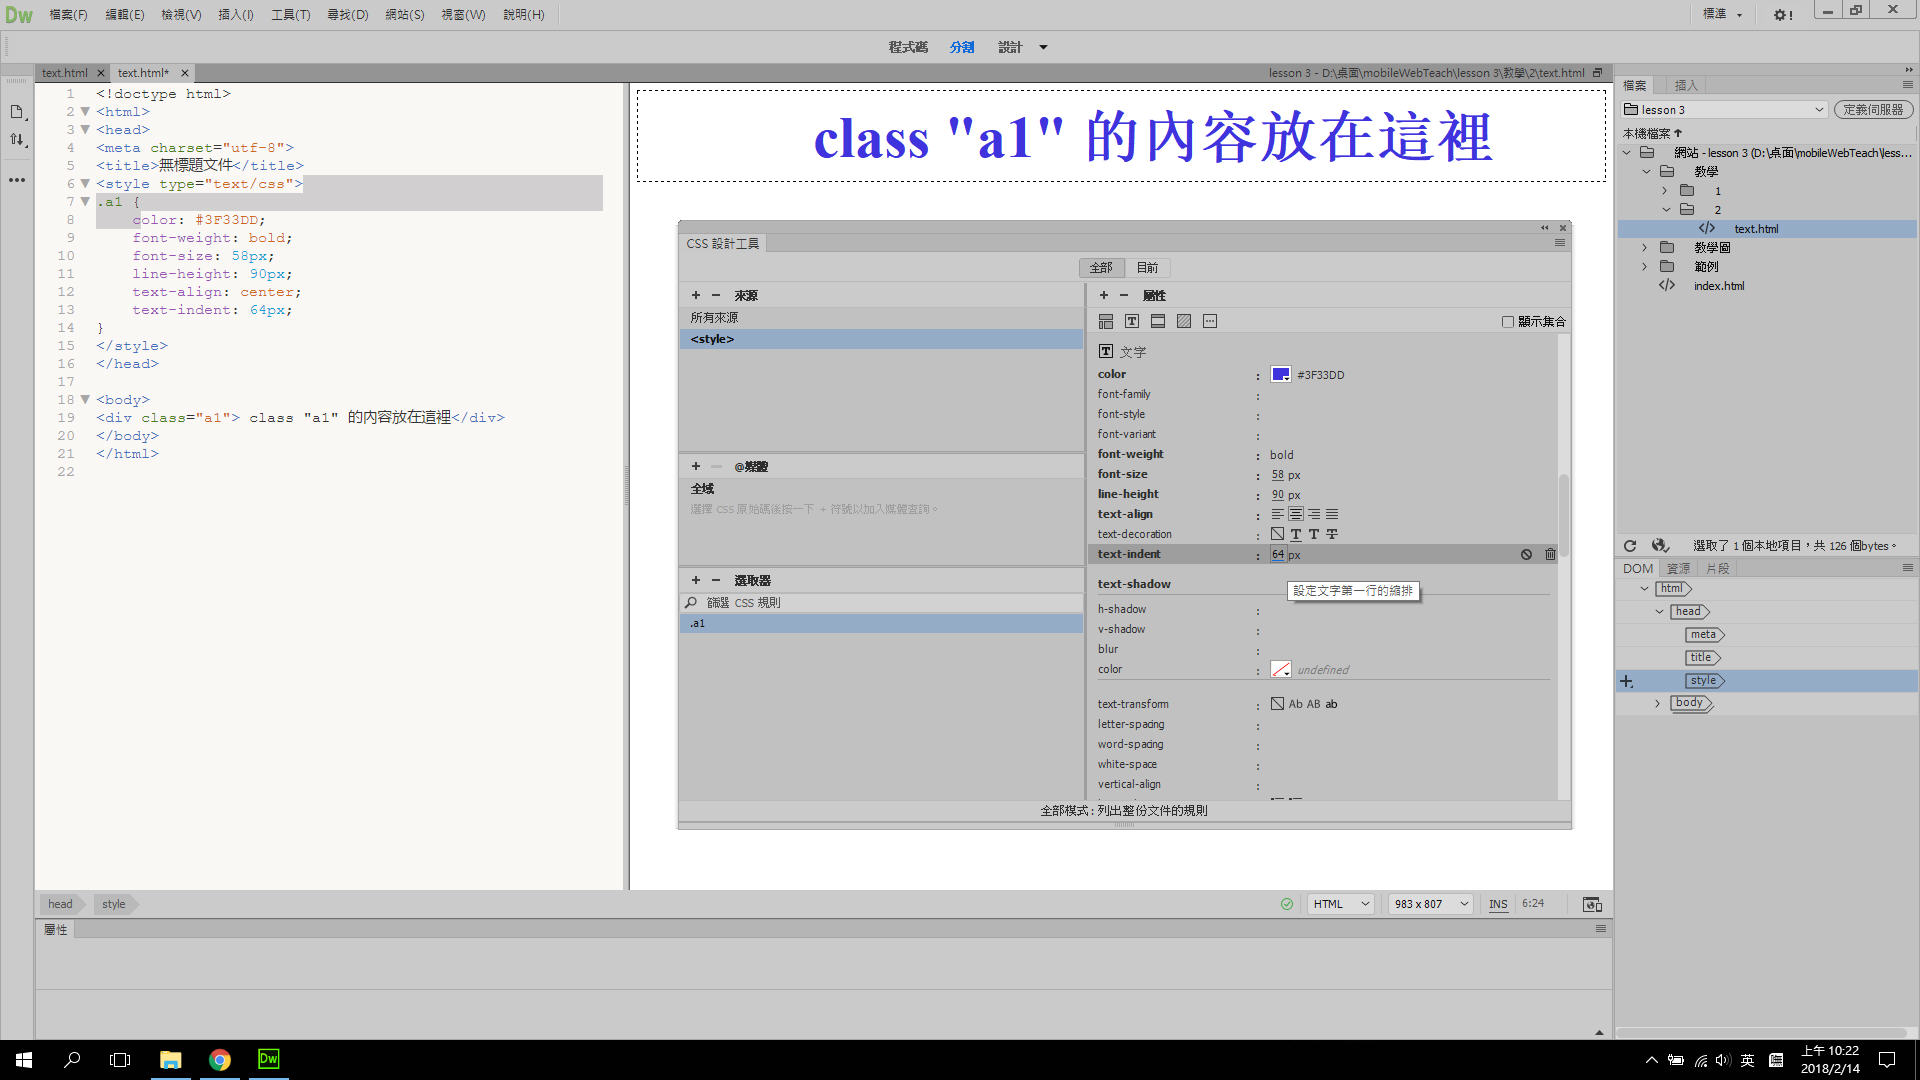 Dw 檔案(F) 編輯(E) 檢視(V) 插入(I) 工具(T) 尋找(D) 網站(S) 視窗(W) 說明(H) 標準
程式碼 分割 設計
text.html text.html* lesson 3 - D:\桌面\mobileWebTeach\lesson 3\教學\2\text.html
1 <!doctype html>
2 <html>
3 <head>
4 <meta charset="utf-8">
5 <title>無標題文件</title>
6 <style type="text/css">
7 .a1 {
8 color: #3F33DD;
9 font-weight: bold;
10 font-size: 58px;
11 line-height: 90px;
12 text-align: center;
13 text-indent: 64px;
14 }
15 </style>
16 </head>
17
18 <body>
19 <div class="a1"> class "a1" 的內容放在這裡</div>
20 </body>
21 </html>
22
class "a1" 的內容放在這裡
CSS 設計工具
全部 目前
+ − 來源
所有來源
<style>
+ − @媒體
全域
選擇 CSS 原始碼後按一下 + 符號以加入媒體查詢。
+ − 選取器
篩選 CSS 規則
.a1
+ − 屬性
顯示集合
T 文字
color : #3F33DD
font-family :
font-style :
font-variant :
font-weight : bold
font-size : 58 px
line-height : 90 px
text-align :
text-decoration : T T T
text-indent : 64 px
設定文字第一行的縮排
text-shadow
h-shadow :
v-shadow :
blur :
color : undefined
text-transform : Ab AB ab
letter-spacing :
word-spacing :
white-space :
vertical-align :
全部模式 : 列出整份文件的規則
head style HTML 983 x 807 INS 6:24
屬性
檔案 插入
lesson 3 定義伺服器
本機檔案
網站 - lesson 3 (D:\桌面\mobileWebTeach\less...
教學
1
2
text.html
教學圖
範例
index.html
選取了 1 個本地項目，共 126 個bytes。
DOM 資源 片段
html
head
meta
title
style
body
Dw
英
上午 10:22
2018/2/14